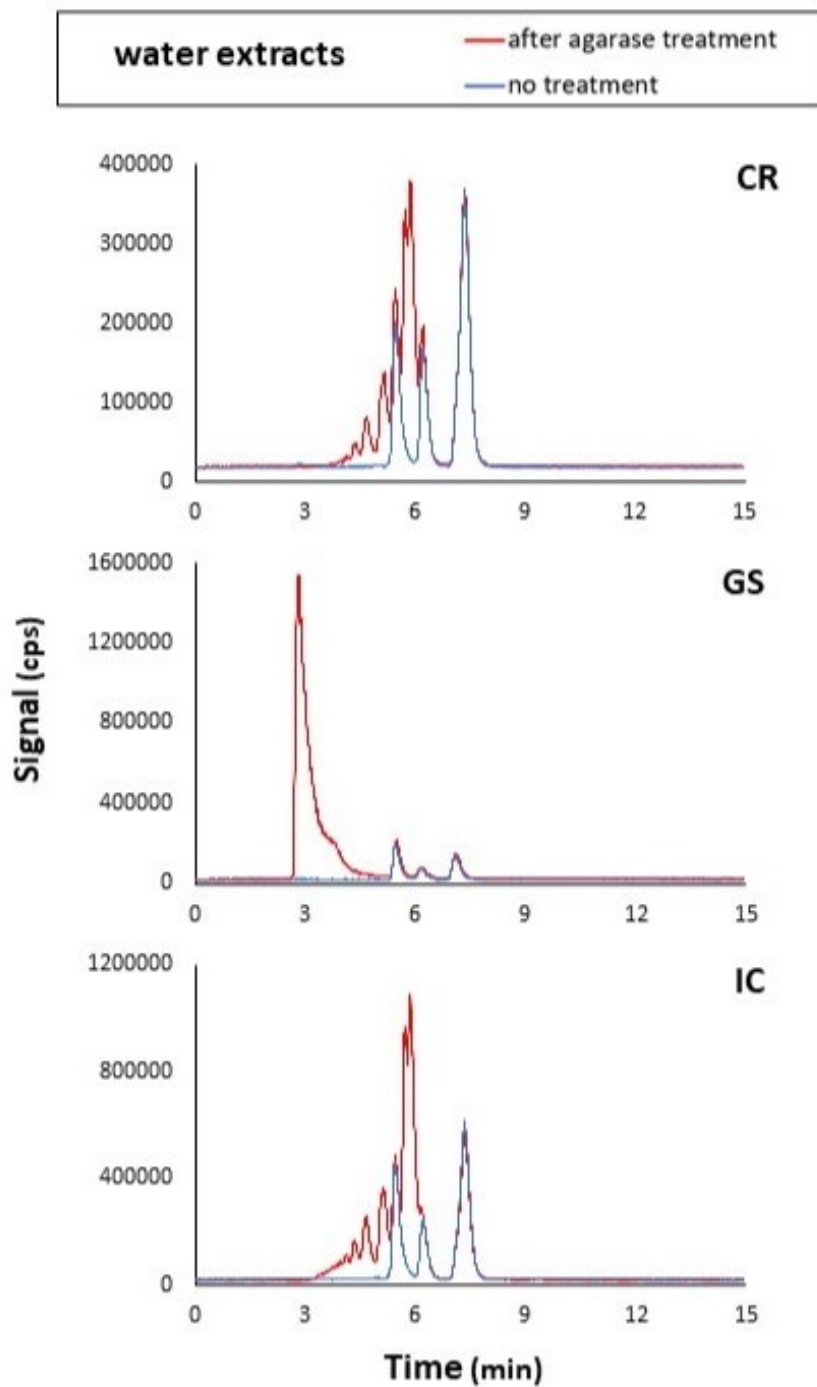 water extracts
after agarase treatment
no treatment
CR
400000
300000
200000
100000
0
0 3 6 9 12 15
GS
1600000
1200000
800000
400000
0
0 3 6 9 12 15
Signal (cps)
IC
1200000
800000
400000
0
0 3 6 9 12 15
Time (min)